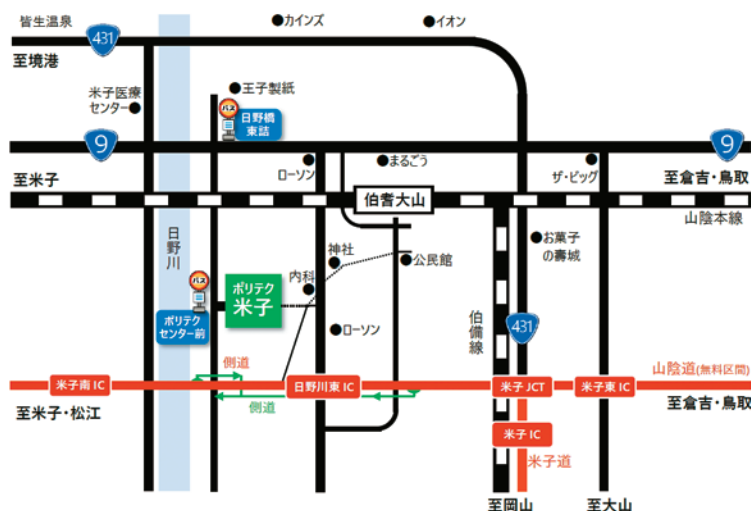 皆生温泉
●カインズ
●イオン
431
至境港
米子医療
センター●
●王子製紙
バス
日野橋
東詰
9
9
ローソン
●まるごう
ザ・ビッグ
至米子
至倉吉・鳥取
伯耆大山
山陰本線
日野川
神社
●お菓子
の壽城
●公民館
バス
内科
ポリテク
米子
ポリテク
センター前
●ローソン
伯備線
431
側道
山陰道(無料区間)
米子南 IC
日野川東 IC
米子 JCT
米子東 IC
側道
至米子・松江
至倉吉・鳥取
米子 IC
米子道
至岡山
至大山